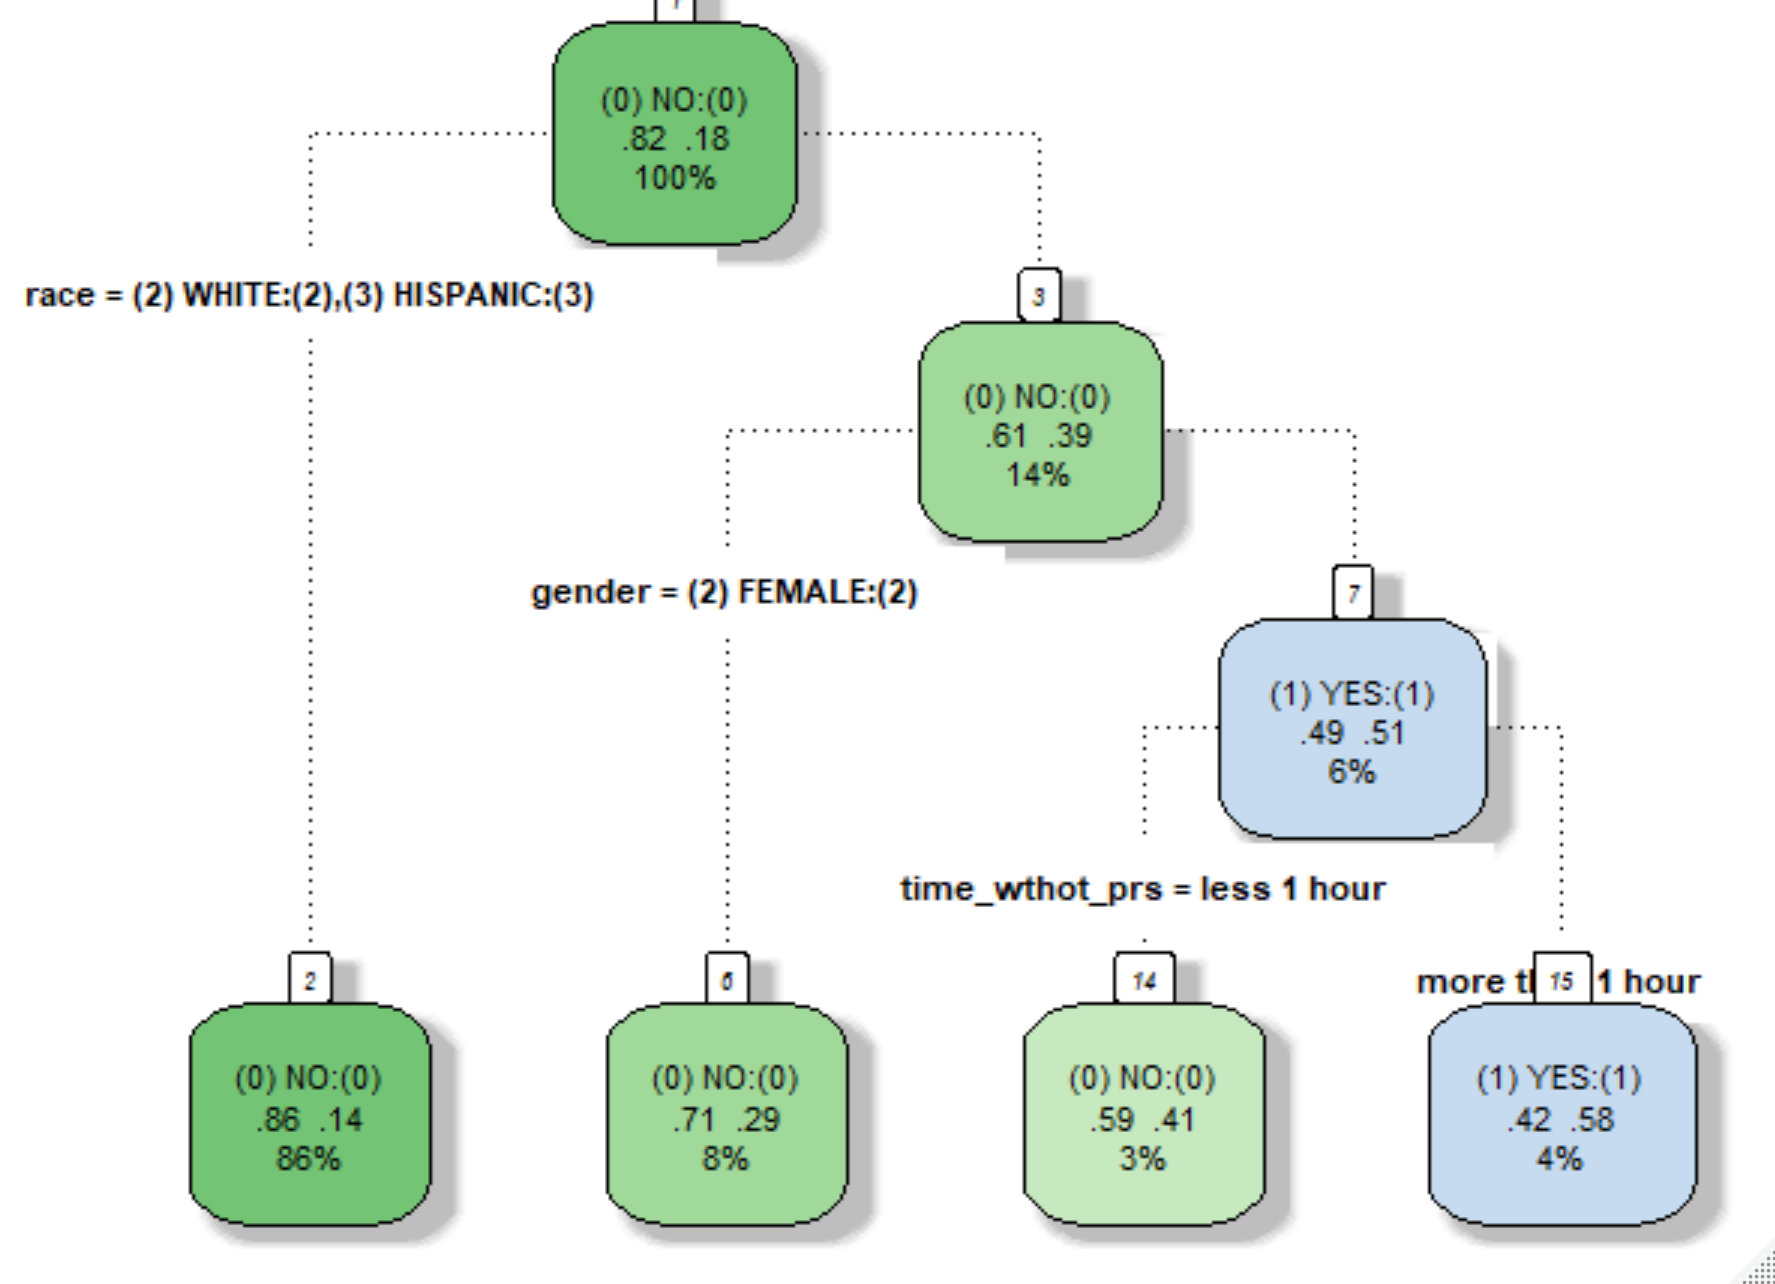 1
(0) NO:(0)
.82 .18
100%
race = (2) WHITE:(2),(3) HISPANIC:(3)
3
(0) NO:(0)
.61 .39
14%
gender = (2) FEMALE:(2)
7
(1) YES:(1)
.49 .51
6%
time_wthot_prs = less 1 hour
more 1 hour
2
(0) NO:(0)
.86 .14
86%
6
(0) NO:(0)
.71 .29
8%
14
(0) NO:(0)
.59 .41
3%
15
(1) YES:(1)
.42 .58
4%